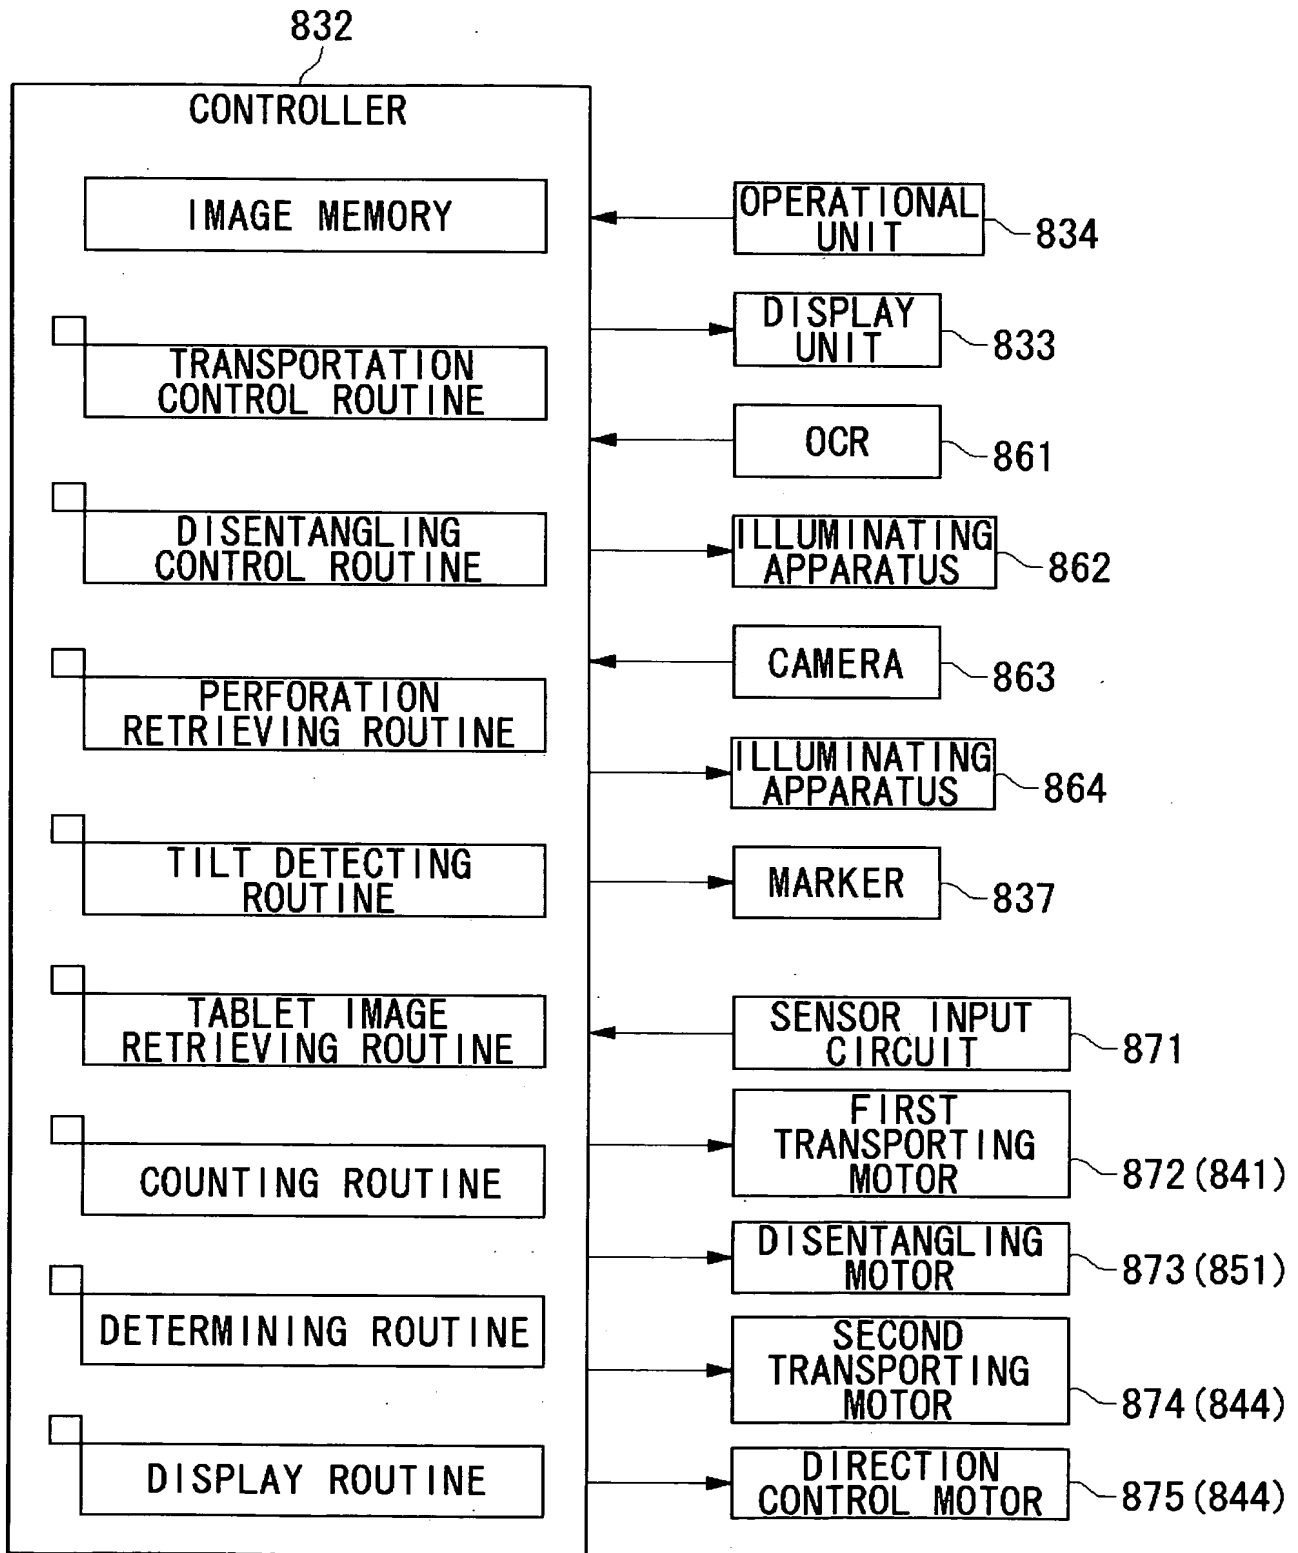 832
CONTROLLER
IMAGE MEMORY
OPERATIONAL
UNIT
834
DISPLAY
UNIT
833
TRANSPORTATION
CONTROL ROUTINE
OCR
861
DISENTANGLING
CONTROL ROUTINE
ILLUMINATING
APPARATUS
862
CAMERA
863
PERFORATION
RETRIEVING ROUTINE
ILLUMINATING
APPARATUS
864
TILT DETECTING
ROUTINE
MARKER
837
TABLET IMAGE
RETRIEVING ROUTINE
SENSOR INPUT
CIRCUIT
871
FIRST
TRANSPORTING
MOTOR
872(841)
COUNTING ROUTINE
DISENTANGLING
MOTOR
873(851)
DETERMINING ROUTINE
SECOND
TRANSPORTING
MOTOR
874(844)
DISPLAY ROUTINE
DIRECTION
CONTROL MOTOR
875(844)